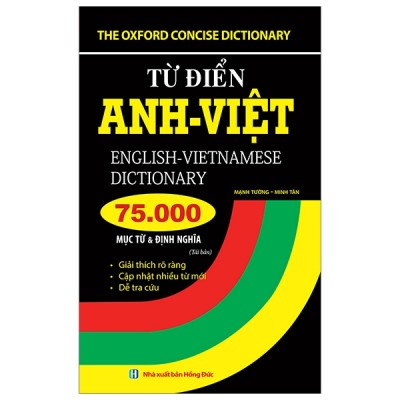 THE OXFORD CONCISE DICTIONARY
TỪ ĐIỂN
ANH-VIỆT
ENGLISH-VIETNAMESE
DICTIONARY
MẠNH TƯỜNG - MINH TÂN
75.000
MỤC TỪ & ĐỊNH NGHĨA
(Tái bản)
• Giải thích rõ ràng
• Cập nhật nhiều từ mới
• Dễ tra cứu
Nhà xuất bản Hồng Đức